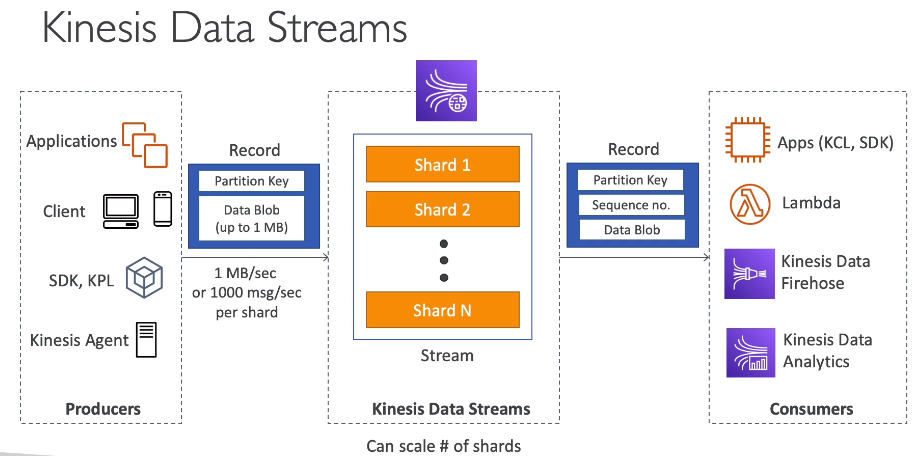 Kinesis Data Streams
Applications
Client
SDK, KPL
Kinesis Agent
Producers
Record
Partition Key
Data Blob
(up to 1 MB)
1 MB/sec
or 1000 msg/sec
per shard
Shard 1
Shard 2
Shard N
Stream
Kinesis Data Streams
Can scale # of shards
Record
Partition Key
Sequence no.
Data Blob
Apps (KCL, SDK)
Lambda
Kinesis Data
Firehose
Kinesis Data
Analytics
Consumers